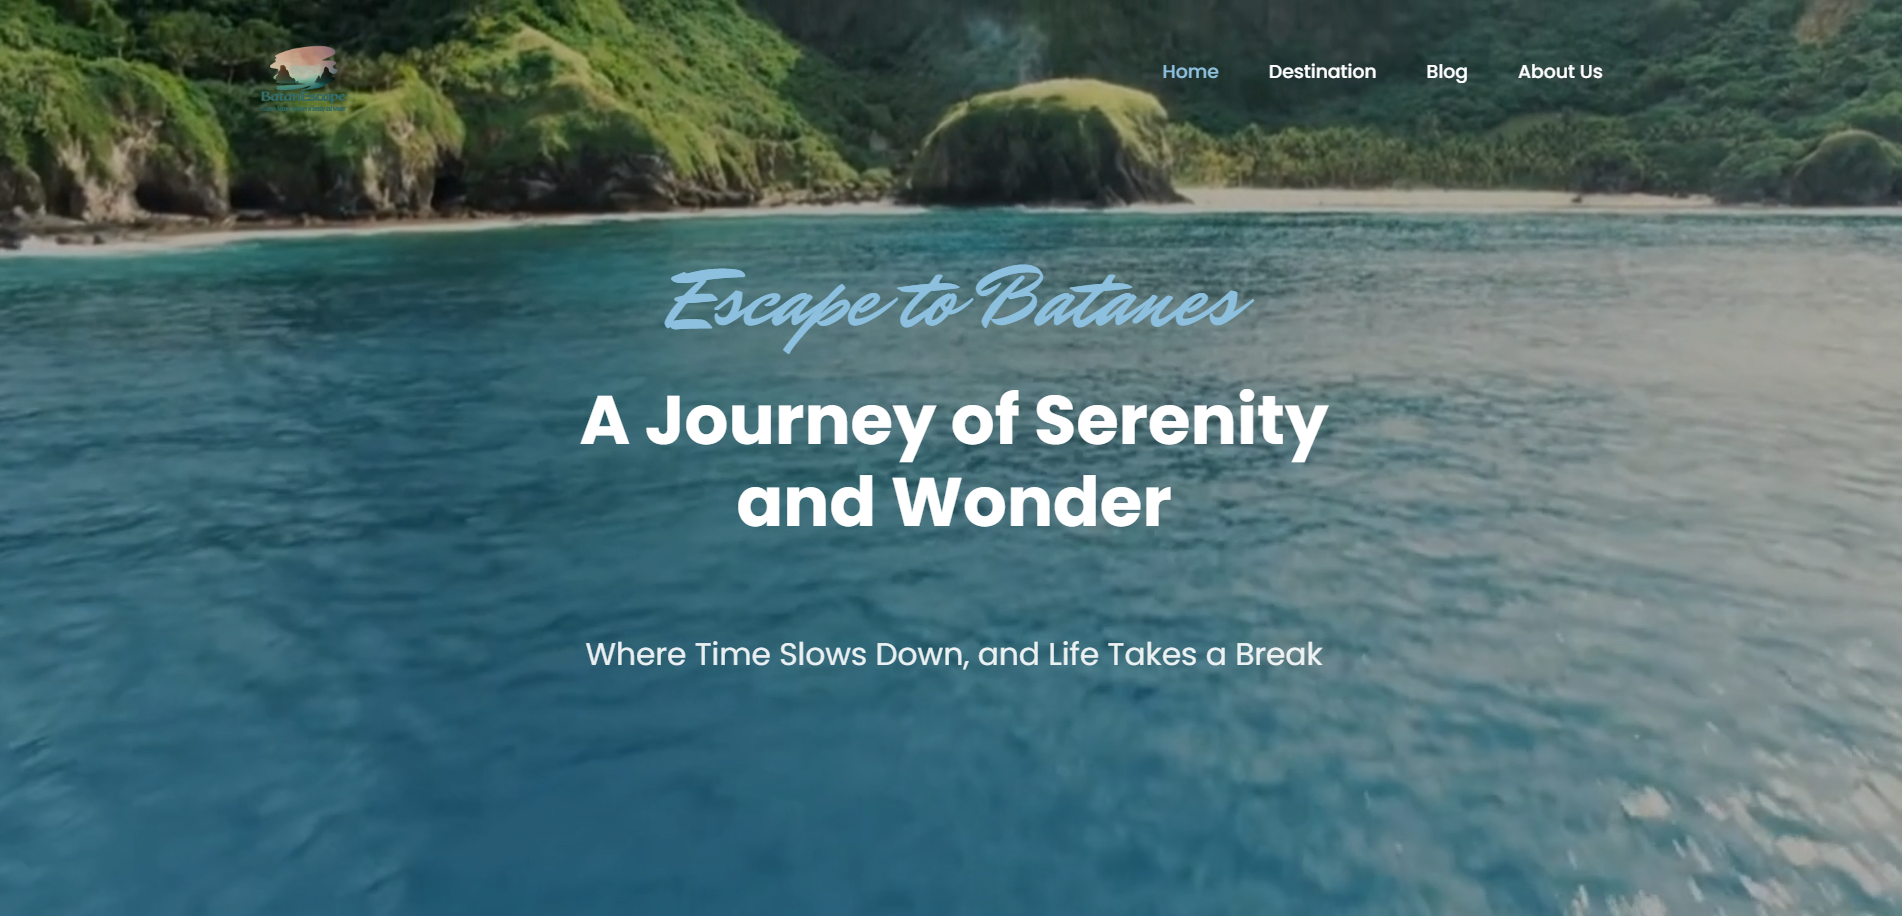 BatanEscape
Home
Destination
Blog
About Us
Escape to Batanes
A Journey of Serenity
and Wonder
Where Time Slows Down, and Life Takes a Break